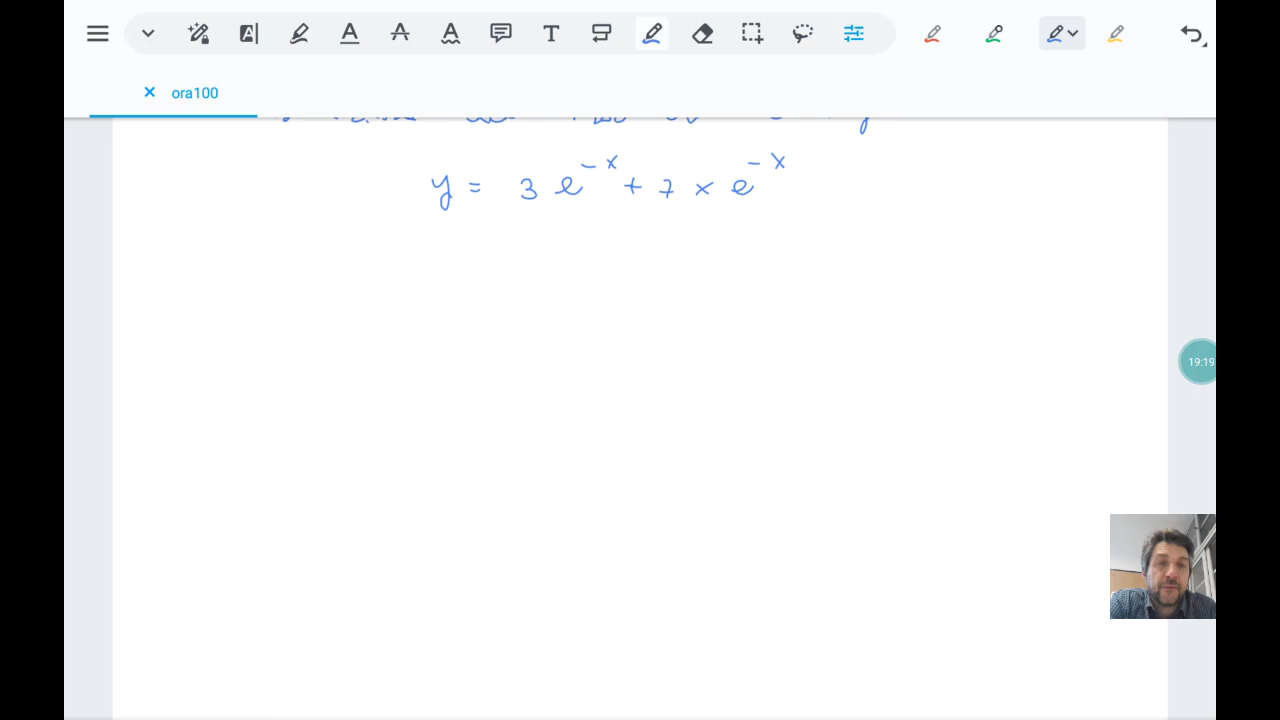 ora100
y = 3 e^{-x} + 7 x e^{-x}
19:19